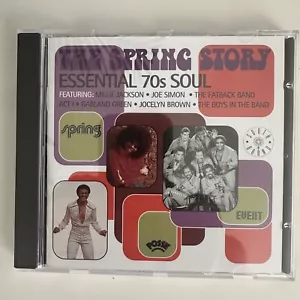 THE SPRING STORY
ESSENTIAL 70s SOUL
FEATURING: MILLIE JACKSON • JOE SIMON • THE FATBACK BAND
ACT I • GARLAND GREEN • JOCELYN BROWN • THE BOYS IN THE BAND
spring
EVENT
POSSE